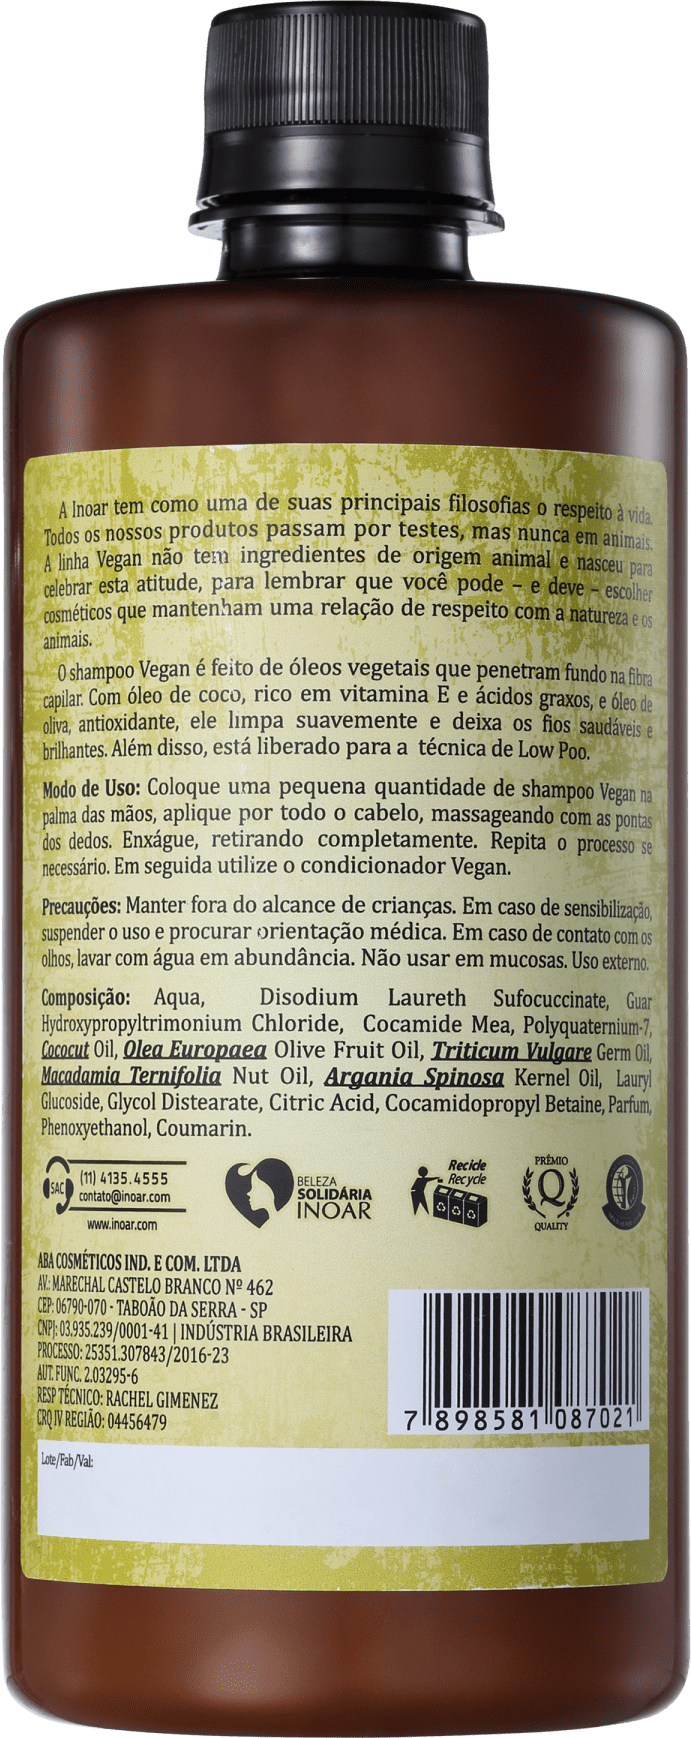 A Inoar tem como uma de suas principais filosofias o respeito à vida.
Todos os nossos produtos passam por testes, mas nunca em animais.
A linha Vegan não tem ingredientes de origem animal e nasceu para
celebrar esta atitude, para lembrar que você pode – e deve – escolher
cosméticos que mantenham uma relação de respeito com a natureza e os
animais.
O shampoo Vegan é feito de óleos vegetais que penetram fundo na fibra
capilar. Com óleo de coco, rico em vitamina E e ácidos graxos, e óleo de
oliva, antioxidante, ele limpa suavemente e deixa os fios saudáveis e
brilhantes. Além disso, está liberado para a técnica de Low Poo.
Modo de Uso: Coloque uma pequena quantidade de shampoo Vegan na
palma das mãos, aplique por todo o cabelo, massageando com as pontas
dos dedos. Enxágue, retirando completamente. Repita o processo se
necessário. Em seguida utilize o condicionador Vegan.
Precauções: Manter fora do alcance de crianças. Em caso de sensibilização,
suspender o uso e procurar orientação médica. Em caso de contato com os
olhos, lavar com água em abundância. Não usar em mucosas. Uso externo.
Composição: Aqua, Disodium Laureth Sufocuccinate, Guar
Hydroxypropyltrimonium Chloride, Cocamide Mea, Polyquaternium-7,
Cococut Oil, Olea Europaea Olive Fruit Oil, Triticum Vulgare Germ Oil,
Macadamia Ternifolia Nut Oil, Argania Spinosa Kernel Oil, Lauryl
Glucoside, Glycol Distearate, Citric Acid, Cocamidopropyl Betaine, Parfum,
Phenoxyethanol, Coumarin.
SAC (11) 4135.4555
contato@inoar.com
www.inoar.com
BELEZA
SOLIDÁRIA
INOAR
Recicle
Recycle
PRÊMIO
Q
QUALITY
ABA COSMÉTICOS IND. E COM. LTDA
AV.: MARECHAL CASTELO BRANCO Nº 462
CEP: 06790-070 - TABOÃO DA SERRA - SP
CNPJ: 03.935.239/0001-41 | INDÚSTRIA BRASILEIRA
PROCESSO: 25351.307843/2016-23
AUT. FUNC. 2.03295-6
RESP TÉCNICO: RACHEL GIMENEZ
CRQ IV REGIÃO: 04456479
7 898581 087021
Lote/Fab/Val: